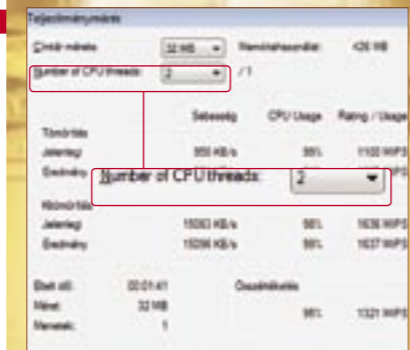 Teljesítménymérés
Szótár mérete: 32 MB Memóriahasználat: 426 MB
Number of CPU threads: 2 / 1
Sebesség CPU Usage Rating / Usage
Tömörítés
Jelenleg 950 KB/s 98% 1100 MIPS
Eredmény
Number of CPU threads: 2
Kitömörítés
Jelenleg 15083 KB/s 98% 1636 MIPS
Eredmény 15096 KB/s 98% 1637 MIPS
Eltelt idő: 00:01:41 Összértékelés
Méret: 32 MB 98% 1321 MIPS
Menetek: 1